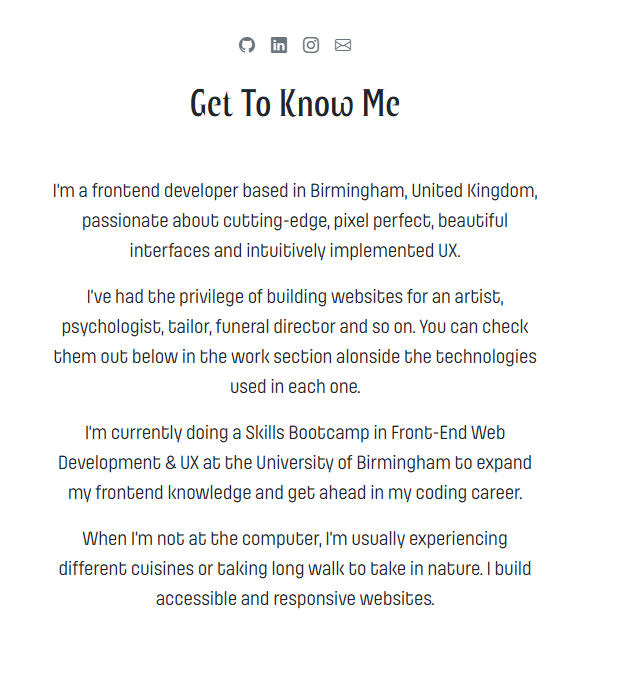 Get To Know Me
I'm a frontend developer based in Birmingham, United Kingdom,
passionate about cutting-edge, pixel perfect, beautiful
interfaces and intuitively implemented UX.
I've had the privilege of building websites for an artist,
psychologist, tailor, funeral director and so on. You can check
them out below in the work section alonside the technologies
used in each one.
I'm currently doing a Skills Bootcamp in Front-End Web
Development & UX at the University of Birmingham to expand
my frontend knowledge and get ahead in my coding career.
When I'm not at the computer, I'm usually experiencing
different cuisines or taking long walk to take in nature. I build
accessible and responsive websites.